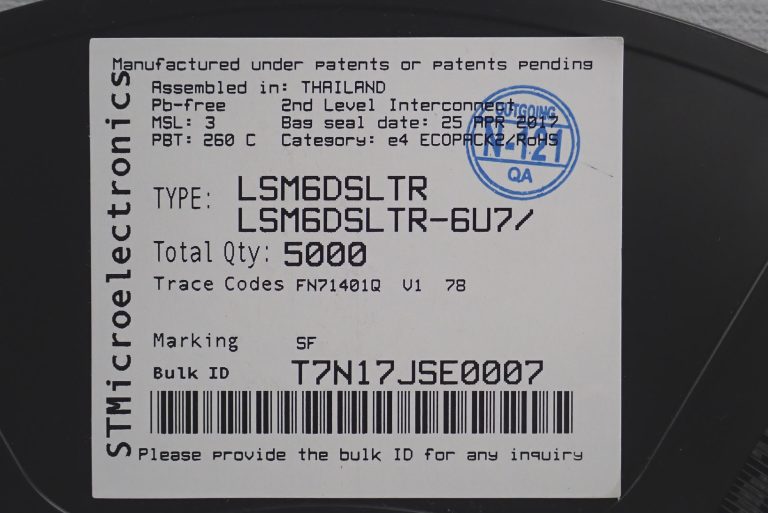 Manufactured under patents or patents pending
Assembled in: THAILAND
Pb-free 2nd Level Interconnect
MSL: 3 Bag seal date: 25 APR 2017
PBT: 260 C Category: e4 ECOPACK2/RoHS
OUTGOING
N-121
QA
TYPE: LSM6DSLTR
LSM6DSLTR-6U7/
Total Qty: 5000
Trace Codes FN71401Q V1 78
Marking SF
Bulk ID T7N17JSE0007
Please provide the bulk ID for any inquiry
STMicroelectronics